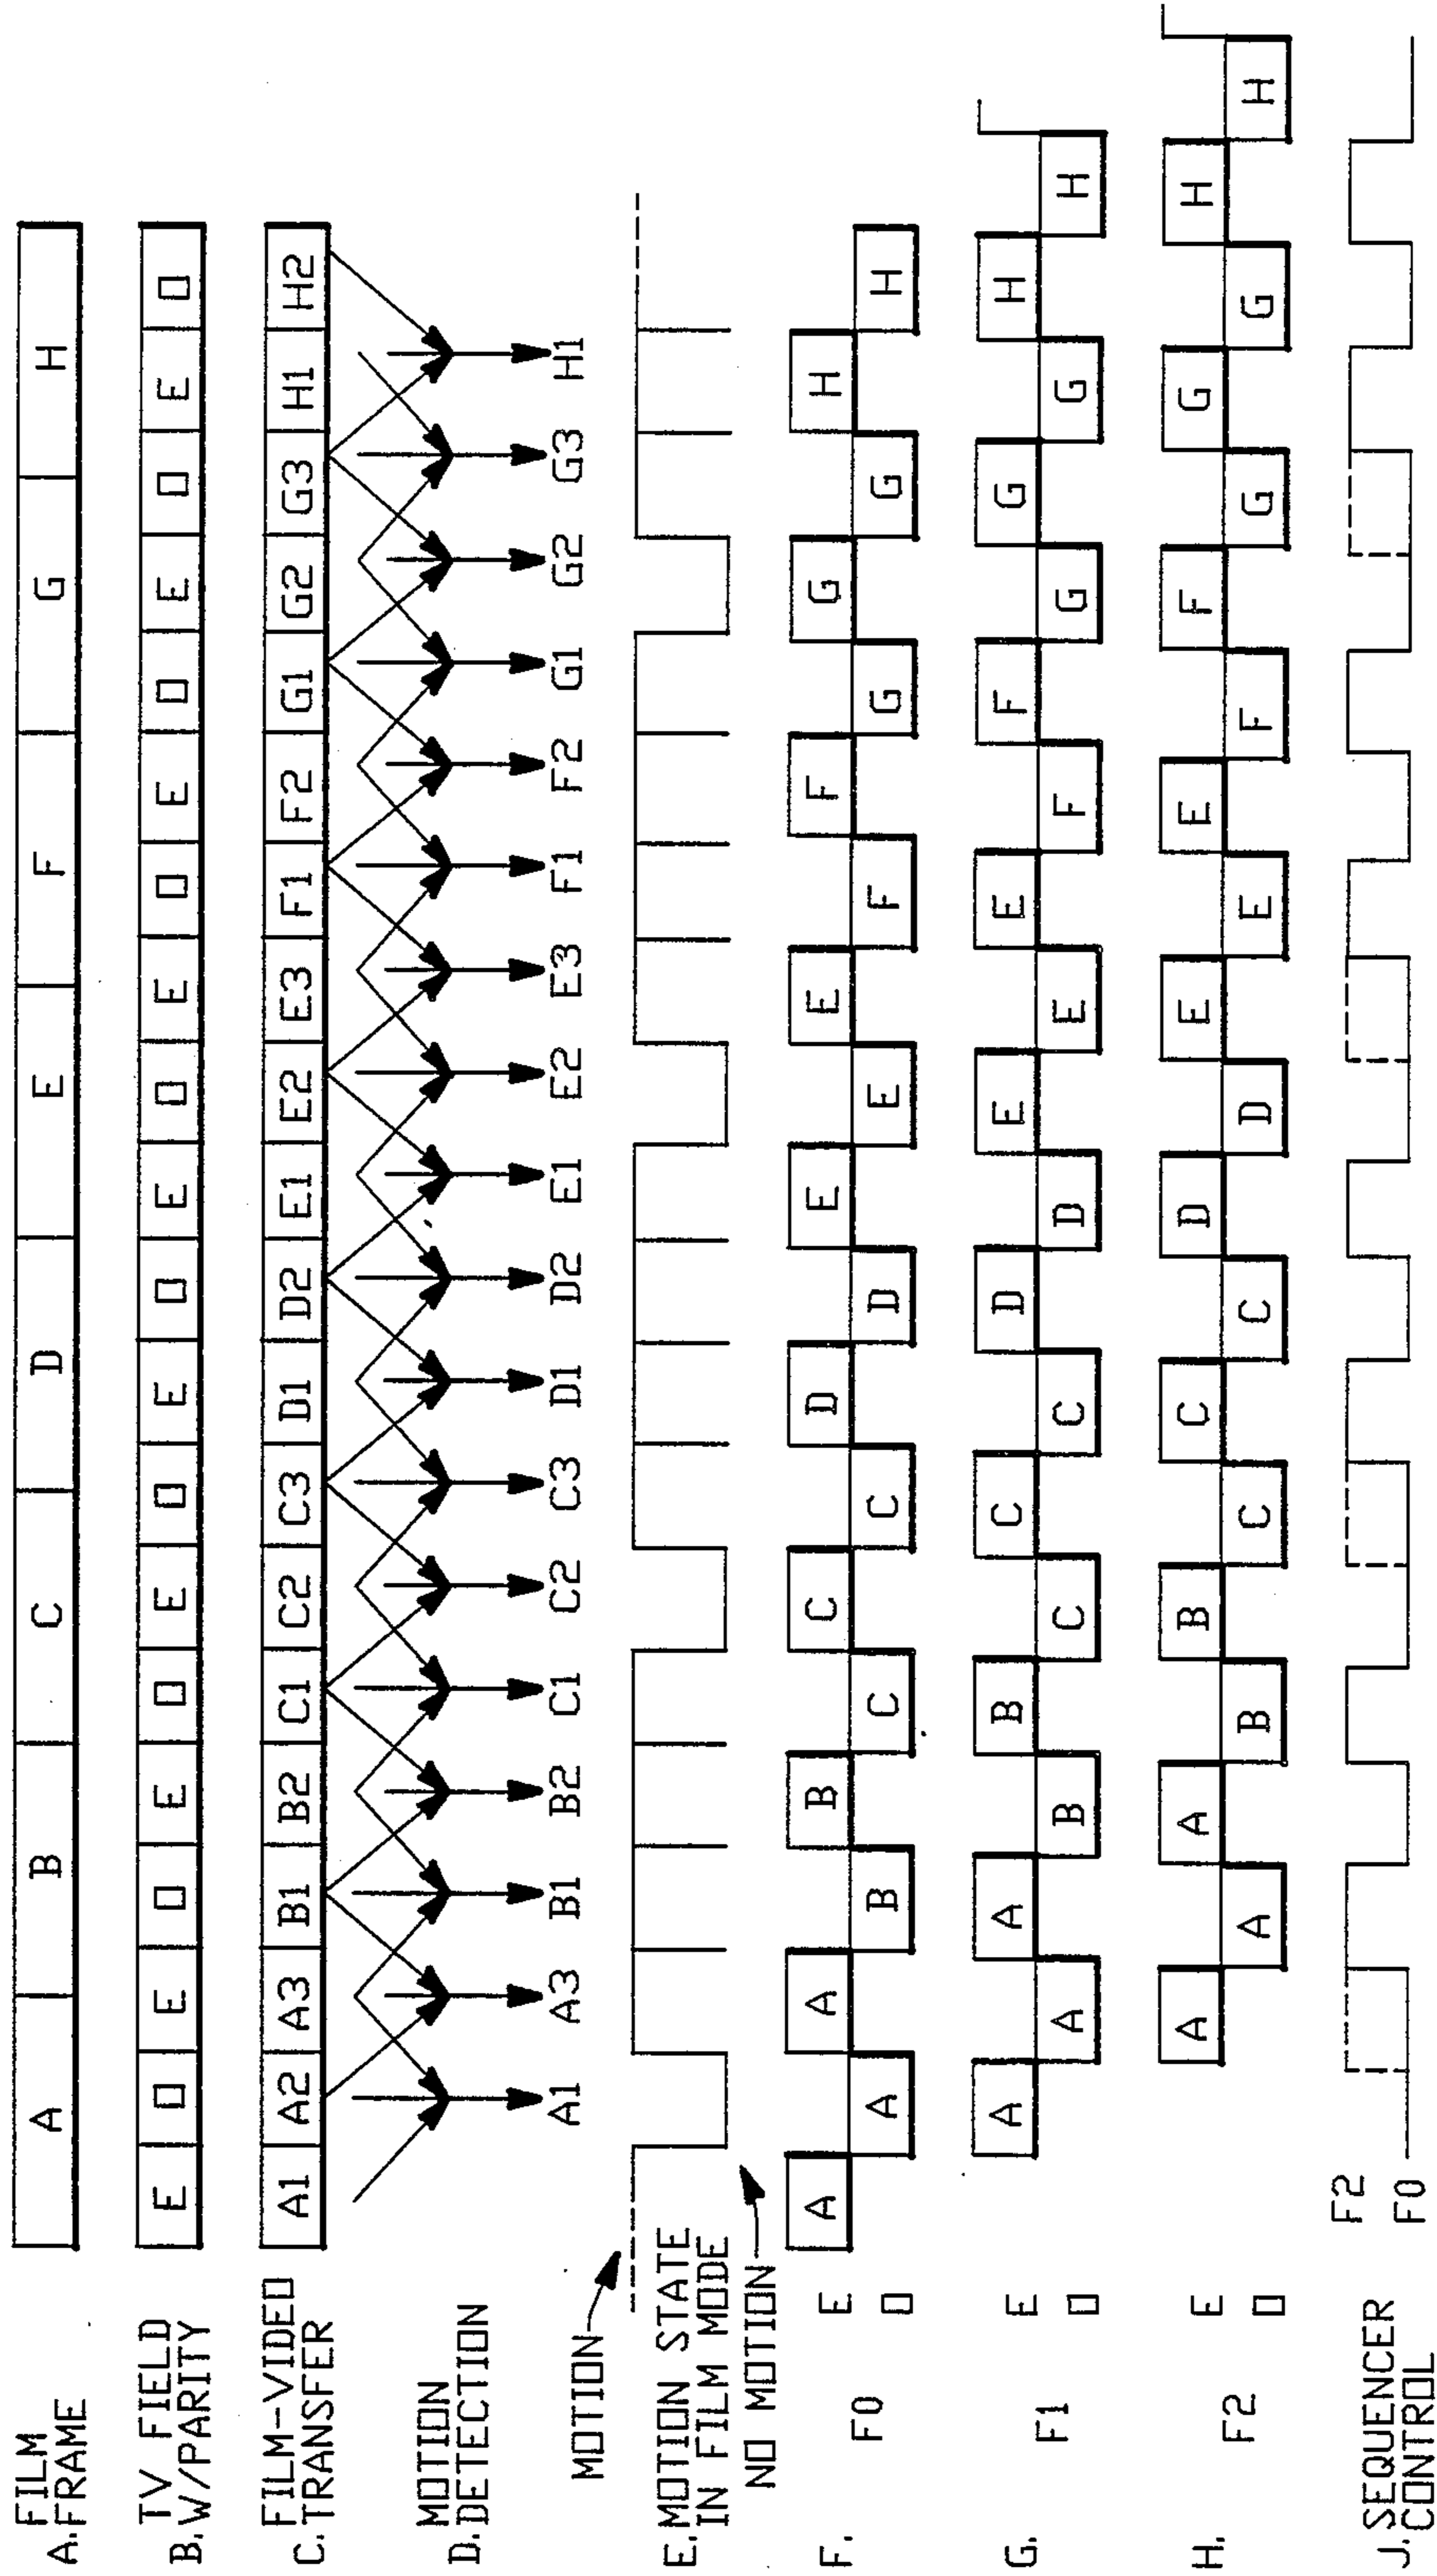 FILM
A. FRAME A B C D E F G H
TV FIELD
B. W/PARITY E O E O E O E O E O E O E O E O E O E O
FILM-VIDEO
C. TRANSFER A1 A2 A3 B1 B2 C1 C2 C3 D1 D2 E1 E2 E3 F1 F2 G1 G2 G3 H1 H2
MOTION
D. DETECTION
A1 A3 B1 B2 C1 C2 C3 D1 D2 E1 E2 E3 F1 F2 G1 G2 G3 H1
MOTION
E. MOTION STATE
IN FILM MODE
NO MOTION
F. F0
E A A B C D E E F G H
O A B C C D E F G G H
G. F1
E A A B C D E E F G H
O A B C C D E F G G H
H. F2
E A A B C D E E F G H
O A B C C D E F G G H
J. SEQUENCER
CONTROL
F2
F0